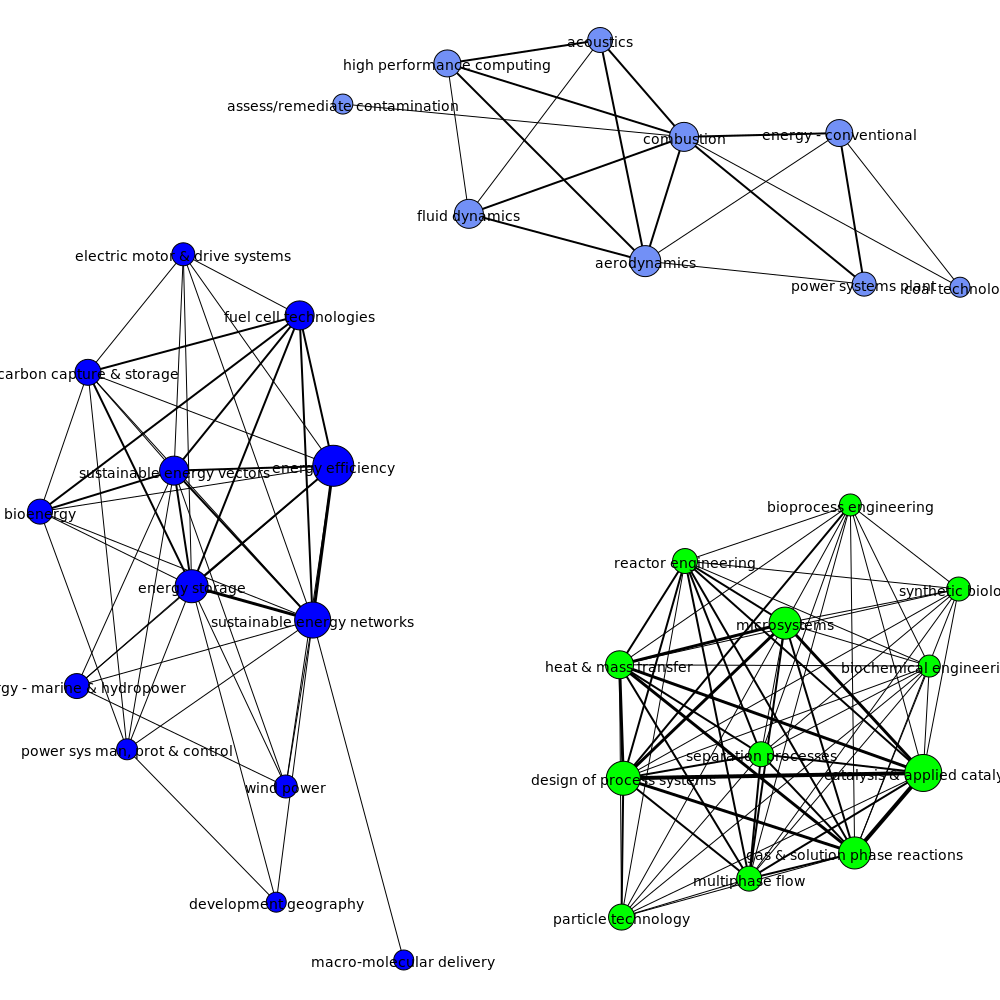 acoustics
high performance computing
assess/remediate contamination
combustion
energy - conventional
fluid dynamics
aerodynamics
power systems plant
coal technolo
electric motor & drive systems
fuel cell technologies
carbon capture & storage
sustainable energy vectors
energy efficiency
bioenergy
energy storage
sustainable energy networks
rgy - marine & hydropower
power sys man, prot & control
wind power
development geography
macro-molecular delivery
bioprocess engineering
reactor engineering
synthetic biolo
microsystems
heat & mass transfer
biochemical engineeri
separation processes
design of process systems
catalysis & applied cataly
gas & solution phase reactions
multiphase flow
particle technology